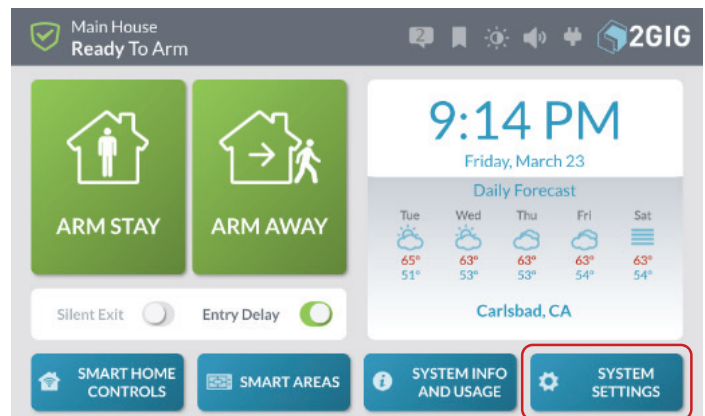 Main House
Ready To Arm
2
2GIG
ARM STAY
ARM AWAY
9:14 PM
Friday, March 23
Daily Forecast
Tue Wed Thu Fri Sat
65° 63° 63° 63° 63°
51° 53° 53° 54° 54°
Carlsbad, CA
Silent Exit
Entry Delay
SMART HOME
CONTROLS
SMART AREAS
SYSTEM INFO
AND USAGE
SYSTEM
SETTINGS